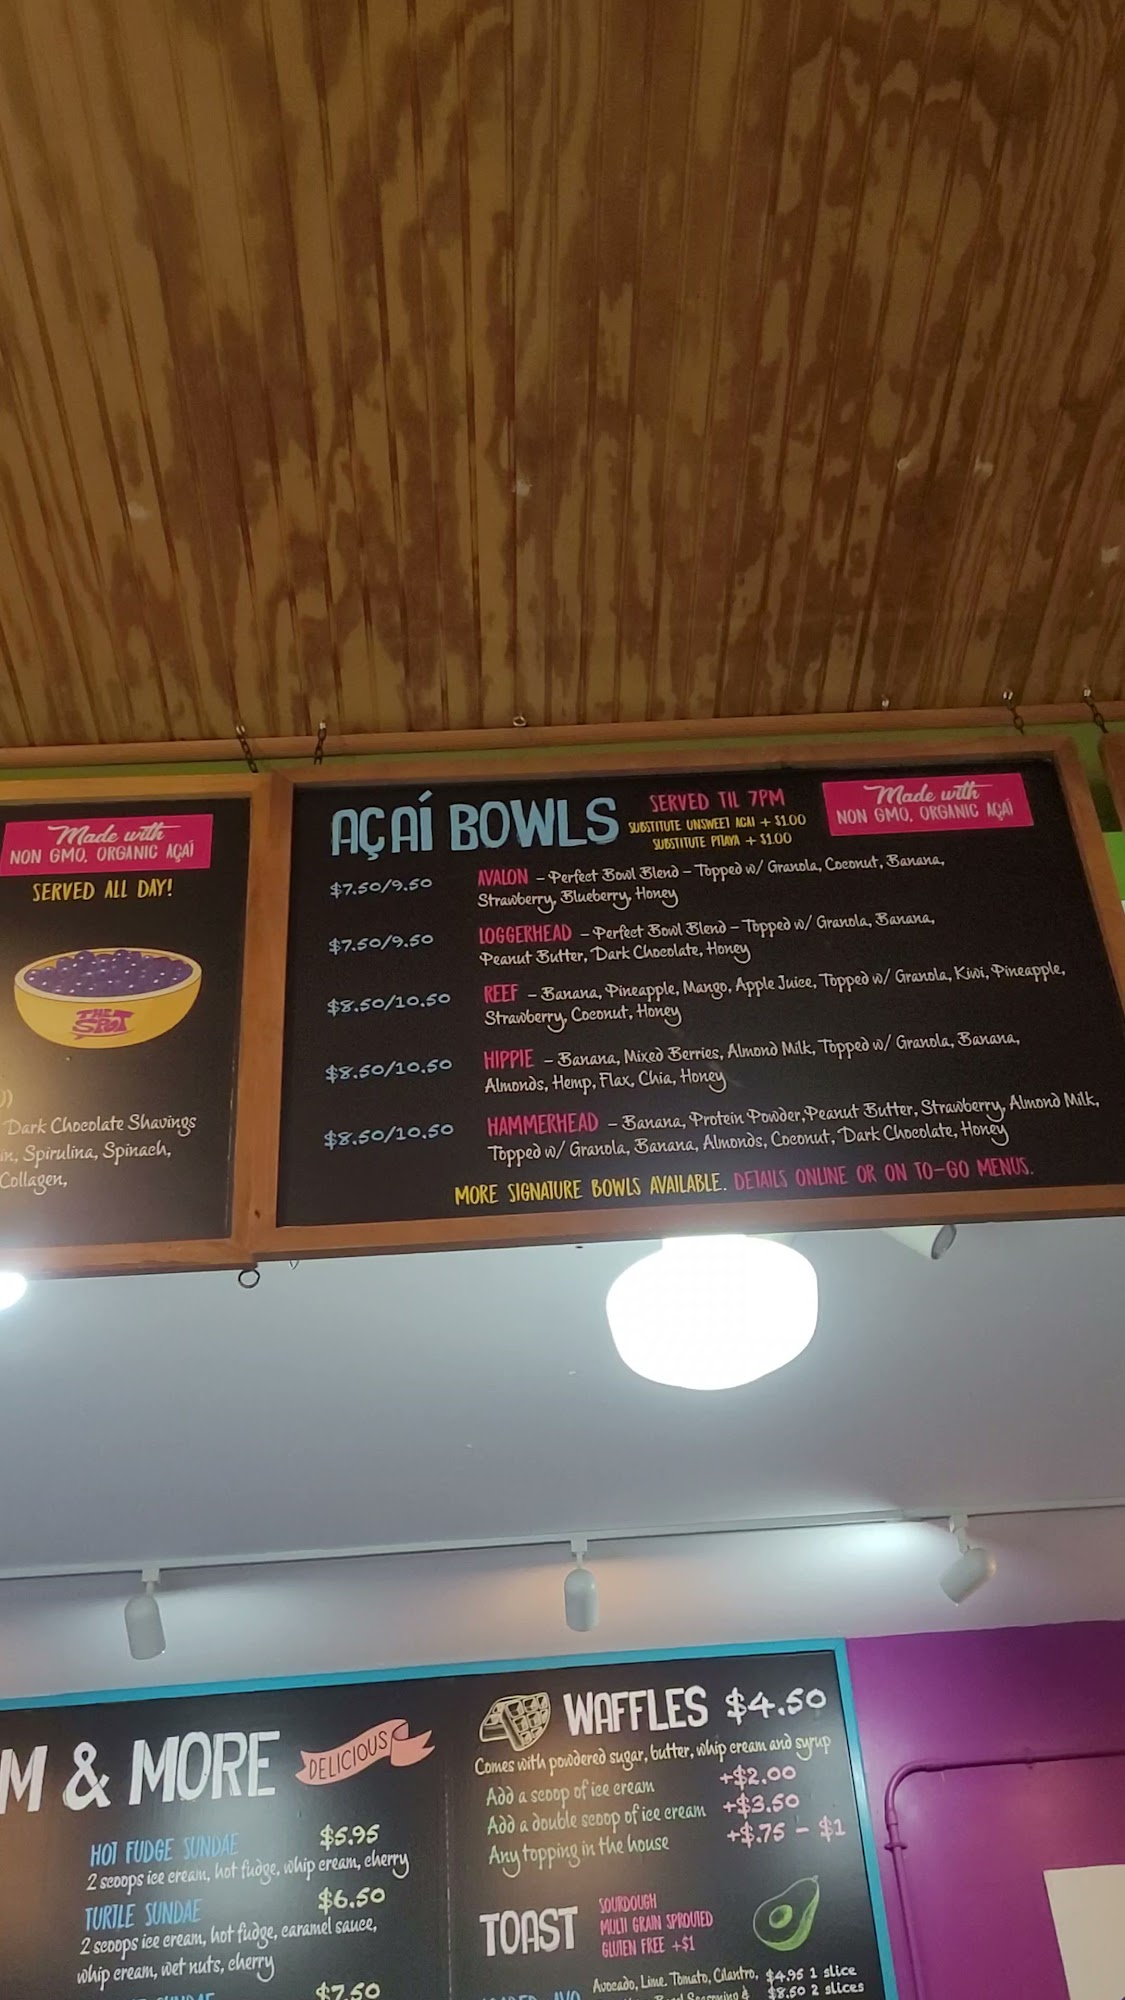 Made with
NON GMO, ORGANIC AÇAÍ
SERVED ALL DAY!
THE
SPOT
Dark Chocolate Shavings
Spirulina, Spinach,
Collagen,
AÇAÍ BOWLS
SERVED TIL 7PM
SUBSTITUTE UNSWEET ACAI + $1.00
SUBSTITUTE PITAYA + $1.00
Made with
NON GMO, ORGANIC AÇAÍ
$7.50/9.50
AVALON – Perfect Bowl Blend – Topped w/ Granola, Coconut, Banana,
Strawberry, Blueberry, Honey
$7.50/9.50
LOGGERHEAD – Perfect Bowl Blend – Topped w/ Granola, Banana,
Peanut Butter, Dark Chocolate, Honey
$8.50/10.50
REEF – Banana, Pineapple, Mango, Apple Juice, Topped w/ Granola, Kiwi, Pineapple,
Strawberry, Coconut, Honey
$8.50/10.50
HIPPIE – Banana, Mixed Berries, Almond Milk, Topped w/ Granola, Banana,
Almonds, Hemp, Flax, Chia, Honey
$8.50/10.50
HAMMERHEAD – Banana, Protein Powder, Peanut Butter, Strawberry, Almond Milk,
Topped w/ Granola, Banana, Almonds, Coconut, Dark Chocolate, Honey
MORE SIGNATURE BOWLS AVAILABLE. DETAILS ONLINE OR ON TO-GO MENUS.
M & MORE
DELICIOUS
HOT FUDGE SUNDAE $5.95
2 scoops ice cream, hot fudge, whip cream, cherry
TURTLE SUNDAE $6.50
2 scoops ice cream, hot fudge, caramel sauce,
whip cream, wet nuts, cherry
SUNDAE $7.50
WAFFLES $4.50
Comes with powdered sugar, butter, whip cream and syrup
Add a scoop of ice cream +$2.00
Add a double scoop of ice cream +$3.50
Any topping in the house +$.75 - $1
TOAST
SOURDOUGH
MULTI GRAIN SPROUTED
GLUTEN FREE +$1
Avocado, Lime, Tomato, Cilantro, $4.95 1 slice
Seasoning & $8.50 2 slices